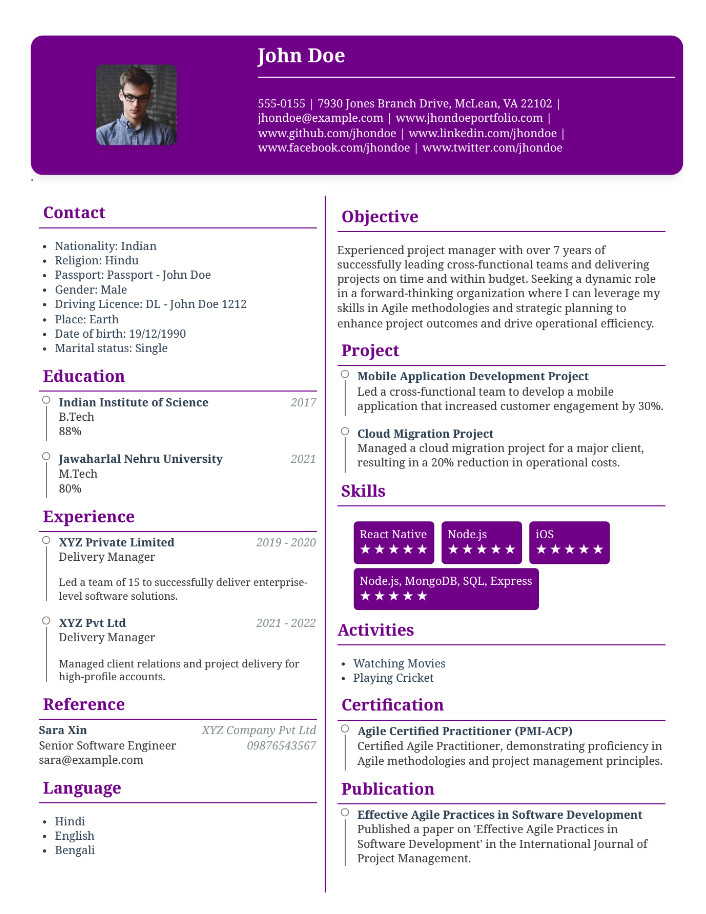 John Doe
555-0155 | 7930 Jones Branch Drive, McLean, VA 22102 |
jhondoe@example.com | www.jhondoeportfolio.com |
www.github.com/jhondoe | www.linkedin.com/jhondoe |
www.facebook.com/jhondoe | www.twitter.com/jhondoe
.
Contact
• Nationality: Indian
• Religion: Hindu
• Passport: Passport - John Doe
• Gender: Male
• Driving Licence: DL - John Doe 1212
• Place: Earth
• Date of birth: 19/12/1990
• Marital status: Single
Education
Indian Institute of Science 2017
B.Tech
88%
Jawaharlal Nehru University 2021
M.Tech
80%
Experience
XYZ Private Limited 2019 - 2020
Delivery Manager
Led a team of 15 to successfully deliver enterprise-
level software solutions.
XYZ Pvt Ltd 2021 - 2022
Delivery Manager
Managed client relations and project delivery for
high-profile accounts.
Reference
Sara Xin XYZ Company Pvt Ltd
Senior Software Engineer 09876543567
sara@example.com
Language
• Hindi
• English
• Bengali
Objective
Experienced project manager with over 7 years of
successfully leading cross-functional teams and delivering
projects on time and within budget. Seeking a dynamic role
in a forward-thinking organization where I can leverage my
skills in Agile methodologies and strategic planning to
enhance project outcomes and drive operational efficiency.
Project
Mobile Application Development Project
Led a cross-functional team to develop a mobile
application that increased customer engagement by 30%.
Cloud Migration Project
Managed a cloud migration project for a major client,
resulting in a 20% reduction in operational costs.
Skills
React Native Node.js iOS
★★★★★ ★★★★★ ★★★★★
Node.js, MongoDB, SQL, Express
★★★★★
Activities
• Watching Movies
• Playing Cricket
Certification
Agile Certified Practitioner (PMI-ACP)
Certified Agile Practitioner, demonstrating proficiency in
Agile methodologies and project management principles.
Publication
Effective Agile Practices in Software Development
Published a paper on 'Effective Agile Practices in
Software Development' in the International Journal of
Project Management.